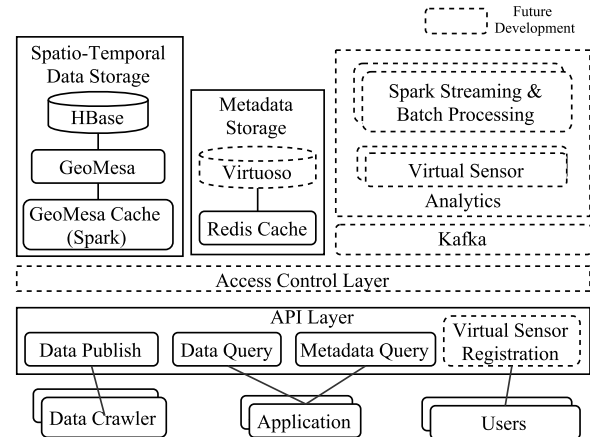 Future
Development
Spatio-Temporal
Data Storage
HBase
GeoMesa
GeoMesa Cache
(Spark)
Metadata
Storage
Virtuoso
Redis Cache
Spark Streaming &
Batch Processing
Virtual Sensor
Analytics
Kafka
Access Control Layer
API Layer
Data Publish
Data Query
Metadata Query
Virtual Sensor
Registration
Data Crawler
Application
Users